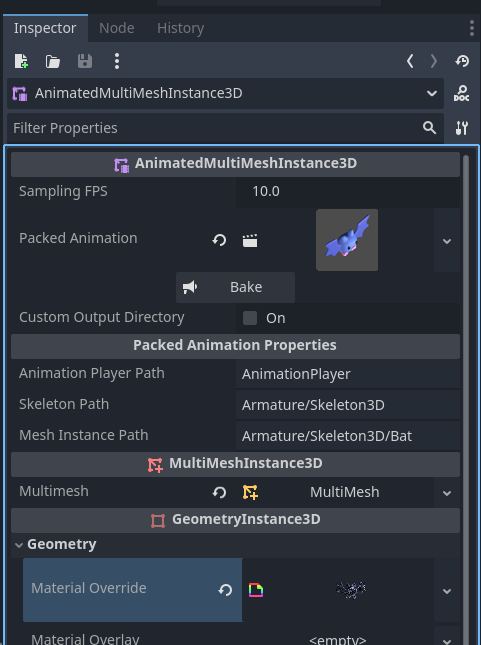 Inspector Node History
AnimatedMultiMeshInstance3D
DOC
Filter Properties
AnimatedMultiMeshInstance3D
Sampling FPS 10.0
Packed Animation
Bake
Custom Output Directory On
Packed Animation Properties
Animation Player Path AnimationPlayer
Skeleton Path Armature/Skeleton3D
Mesh Instance Path Armature/Skeleton3D/Bat
MultiMeshInstance3D
Multimesh MultiMesh
GeometryInstance3D
Geometry
Material Override
Material Overlay <empty>